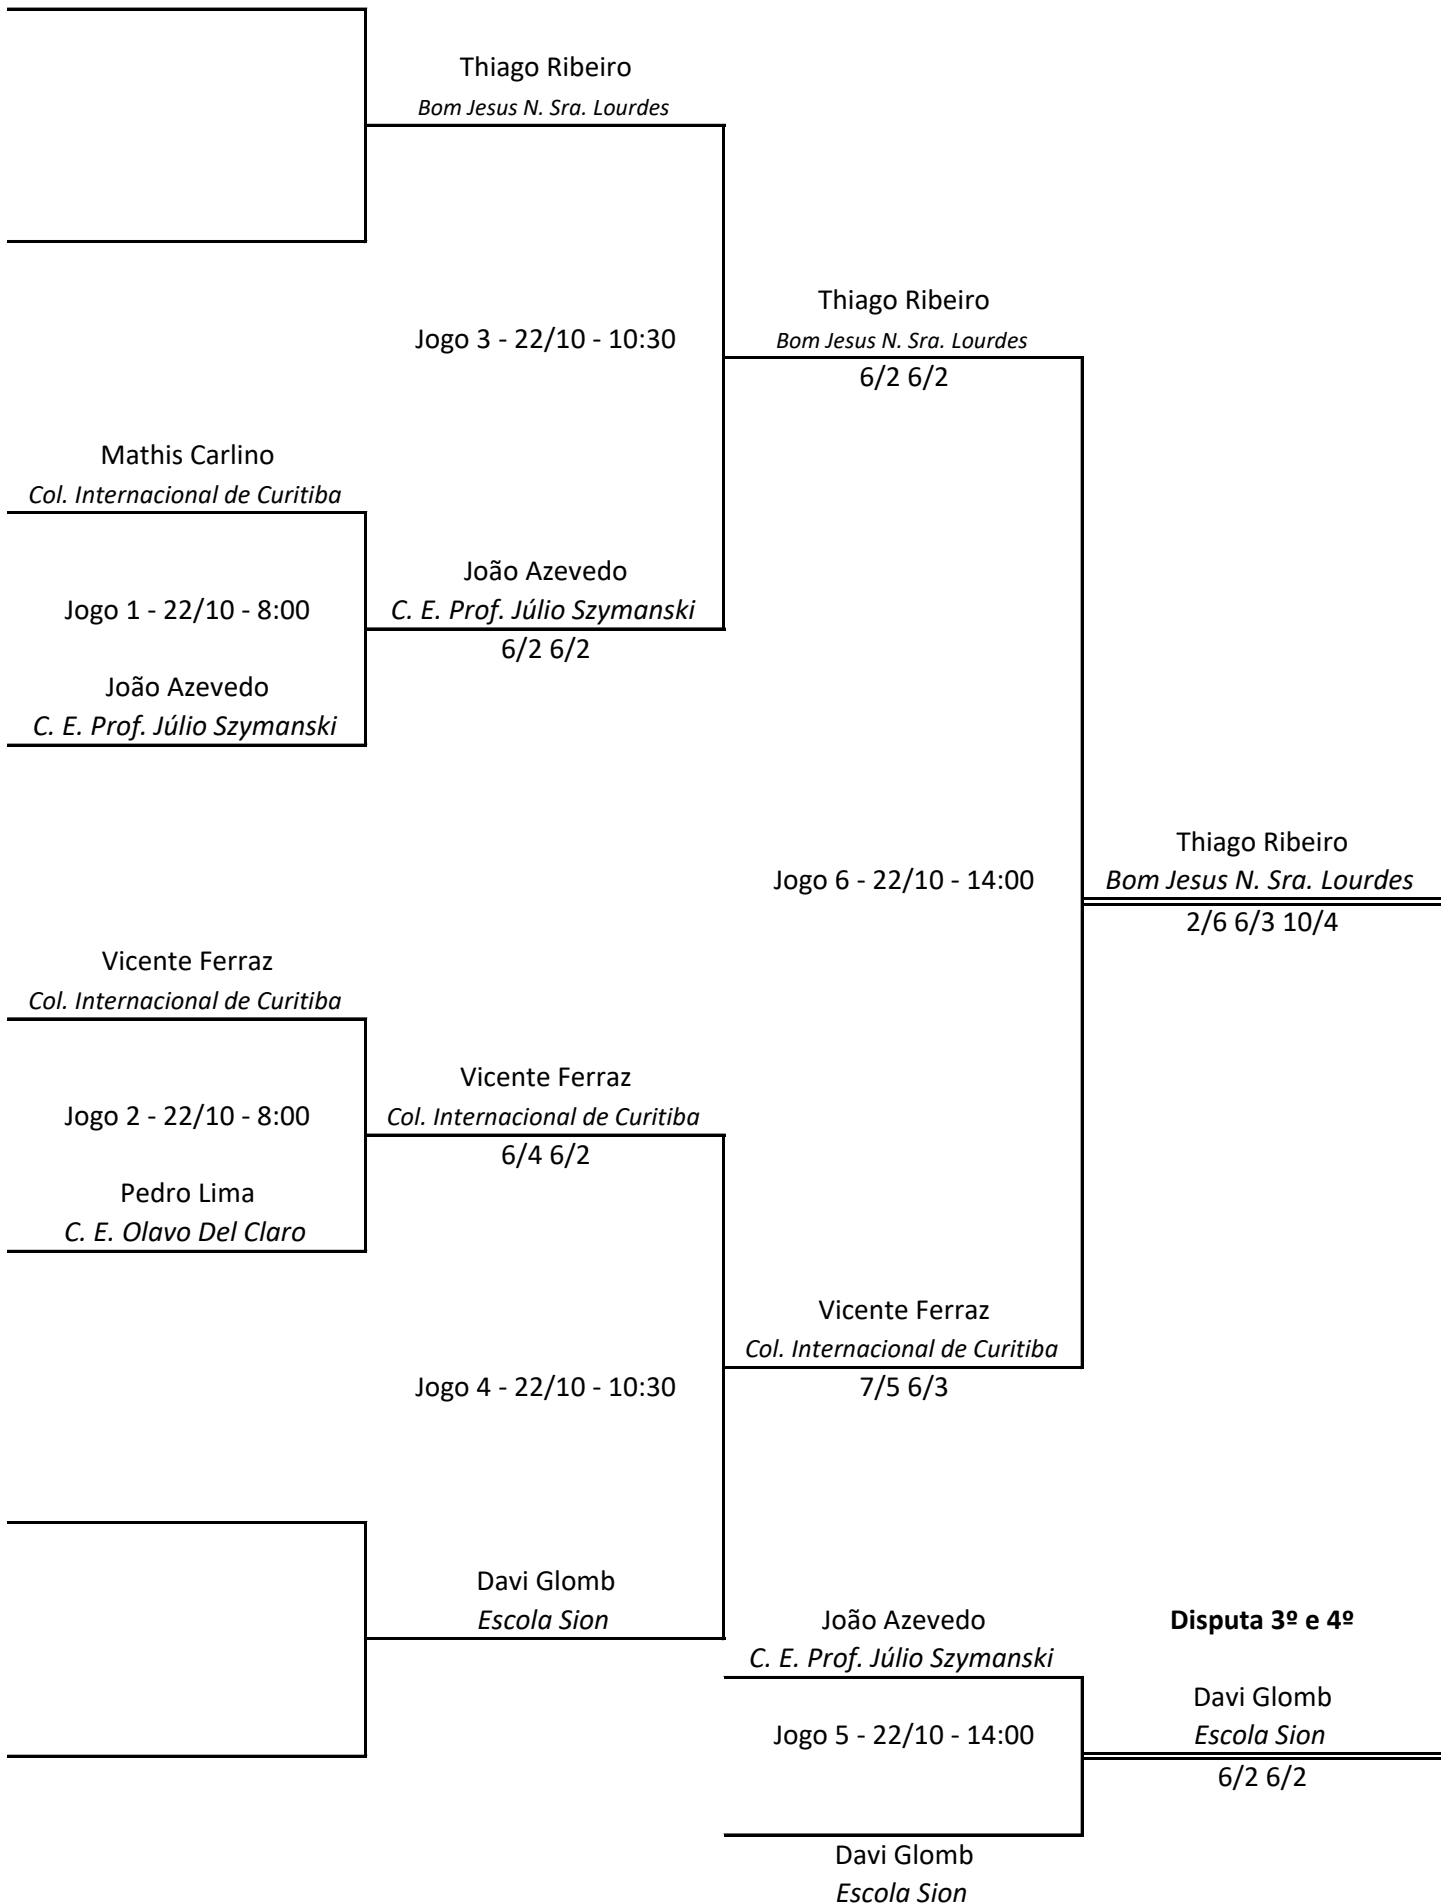 Thiago Ribeiro
Bom Jesus N. Sra. Lourdes
Thiago Ribeiro
Jogo 3 - 22/10 - 10:30
Bom Jesus N. Sra. Lourdes
6/2 6/2
Mathis Carlino
Col. Internacional de Curitiba
João Azevedo
Jogo 1 - 22/10 - 8:00
C. E. Prof. Júlio Szymanski
6/2 6/2
João Azevedo
C. E. Prof. Júlio Szymanski
Thiago Ribeiro
Jogo 6 - 22/10 - 14:00
Bom Jesus N. Sra. Lourdes
2/6 6/3 10/4
Vicente Ferraz
Col. Internacional de Curitiba
Vicente Ferraz
Jogo 2 - 22/10 - 8:00
Col. Internacional de Curitiba
6/4 6/2
Pedro Lima
C. E. Olavo Del Claro
Vicente Ferraz
Col. Internacional de Curitiba
Jogo 4 - 22/10 - 10:30
7/5 6/3
Davi Glomb
Escola Sion
João Azevedo
Disputa 3º e 4º
C. E. Prof. Júlio Szymanski
Davi Glomb
Jogo 5 - 22/10 - 14:00
Escola Sion
6/2 6/2
Davi Glomb
Escola Sion